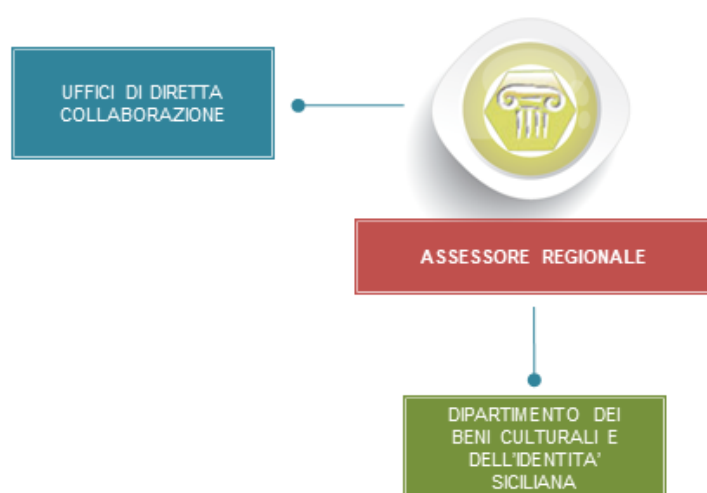 UFFICI DI DIRETTA
COLLABORAZIONE
ASSESSORE REGIONALE
DIPARTIMENTO DEI
BENI CULTURALI E
DELL'IDENTITA'
SICILIANA